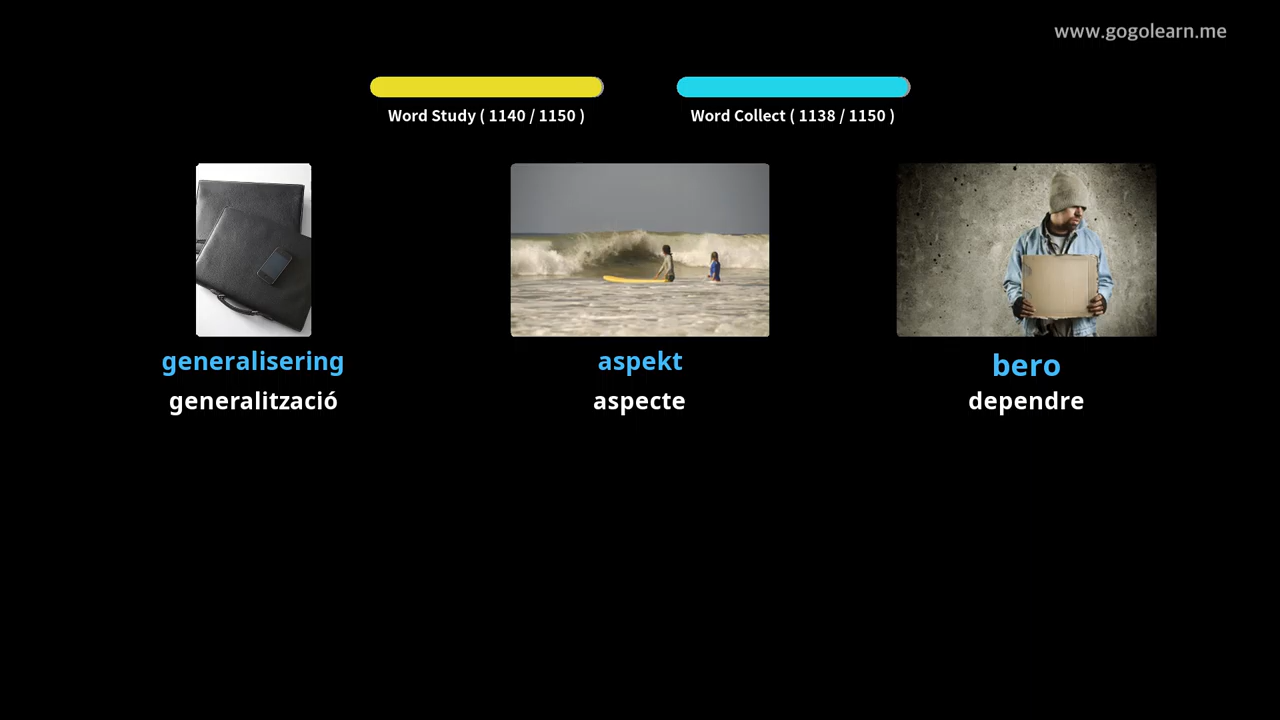 www.gogolearn.me
Word Study ( 1140 / 1150 )
Word Collect ( 1138 / 1150 )
generalisering
aspekt
bero
generalització
aspecte
dependre